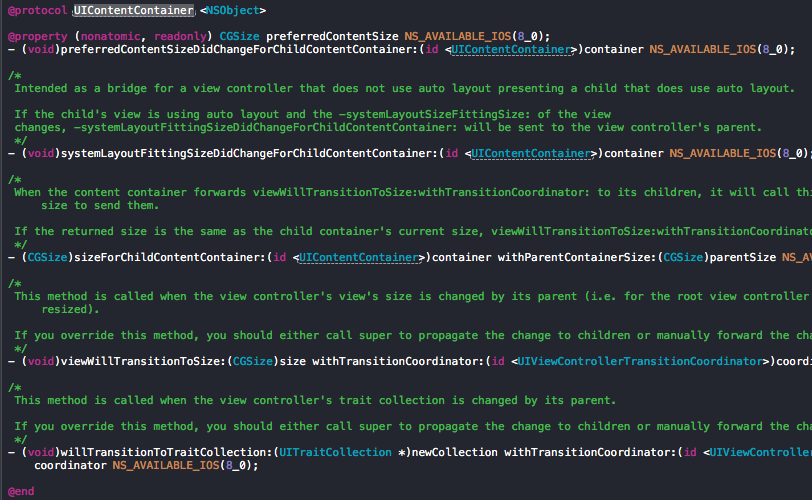 @protocol UIContentContainer <NSObject>
@property (nonatomic, readonly) CGSize preferredContentSize NS_AVAILABLE_IOS(8_0);
- (void)preferredContentSizeDidChangeForChildContentContainer:(id <UIContentContainer>)container NS_AVAILABLE_IOS(8_0);
/*
Intended as a bridge for a view controller that does not use auto layout presenting a child that does use auto layout.
If the child's view is using auto layout and the -systemLayoutSizeFittingSize: of the view
changes, -systemLayoutFittingSizeDidChangeForChildContentContainer: will be sent to the view controller's parent.
*/
- (void)systemLayoutFittingSizeDidChangeForChildContentContainer:(id <UIContentContainer>)container NS_AVAILABLE_IOS(8_0)
/*
When the content container forwards viewWillTransitionToSize:withTransitionCoordinator: to its children, it will call
size to send them.
If the returned size is the same as the child container's current size, viewWillTransitionToSize:withTransitionCoordinat
*/
- (CGSize)sizeForChildContentContainer:(id <UIContentContainer>)container withParentContainerSize:(CGSize)parentSize NS_A
/*
This method is called when the view controller's view's size is changed by its parent (i.e. for the root view controller
resized).
If you override this method, you should either call super to propagate the change to children or manually forward the
*/
- (void)viewWillTransitionToSize:(CGSize)size withTransitionCoordinator:(id <UIViewControllerTransitionCoordinator>)coordi
/*
This method is called when the view controller's trait collection is changed by its parent.
If you override this method, you should either call super to propagate the change to children or manually forward the
*/
- (void)willTransitionToTraitCollection:(UITraitCollection *)newCollection withTransitionCoordinator:(id <UIViewController
coordinator NS_AVAILABLE_IOS(8_0);
@end